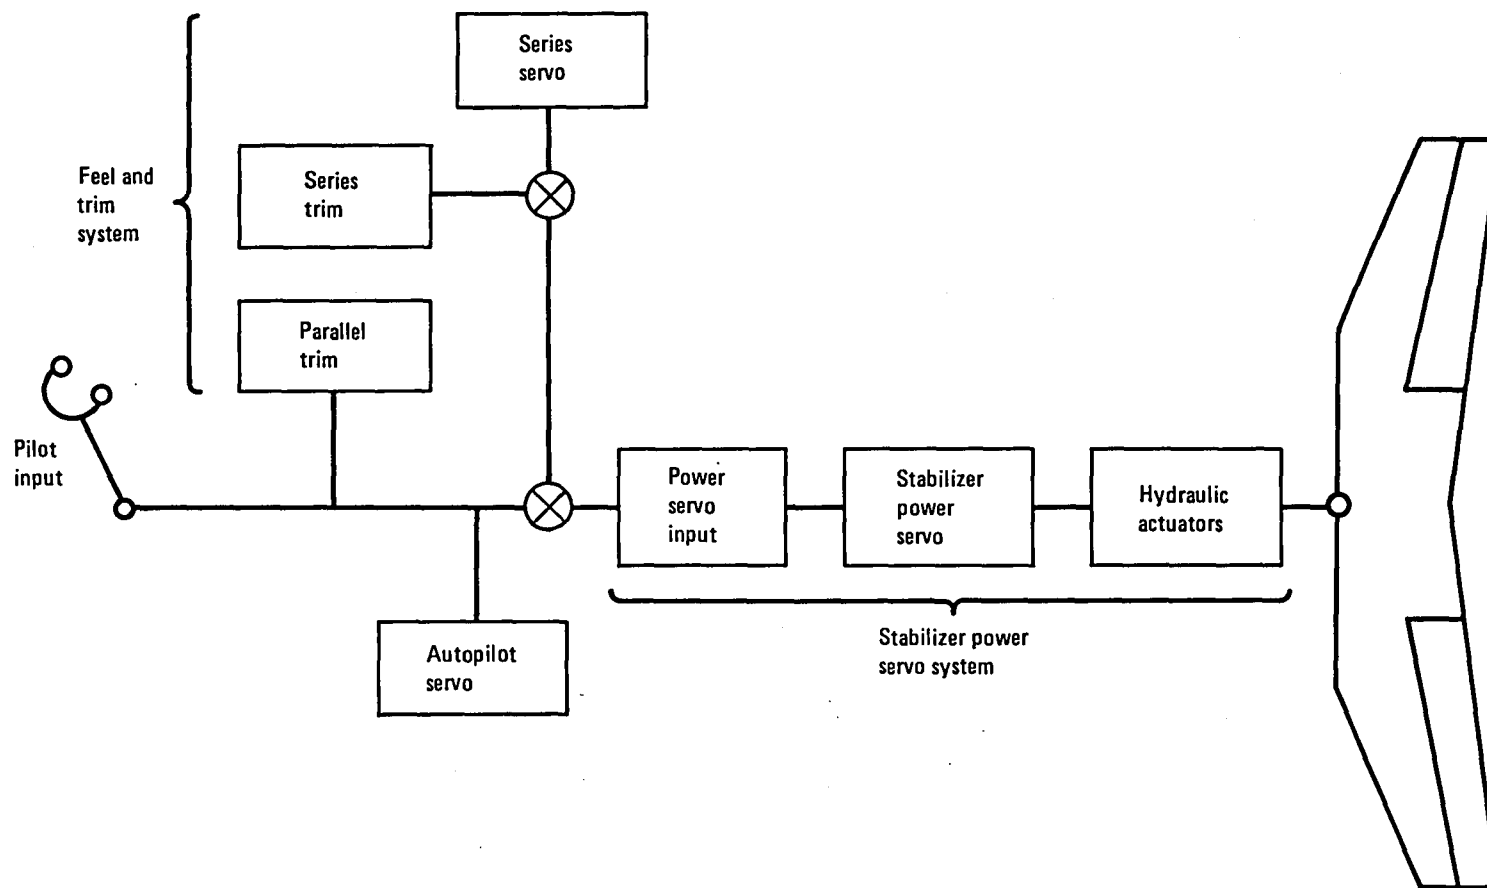 Series
servo
Feel and
trim
system
Series
trim
Parallel
trim
Pilot
input
Power
servo
input
Stabilizer
power
servo
Hydraulic
actuators
Autopilot
servo
Stabilizer power
servo system